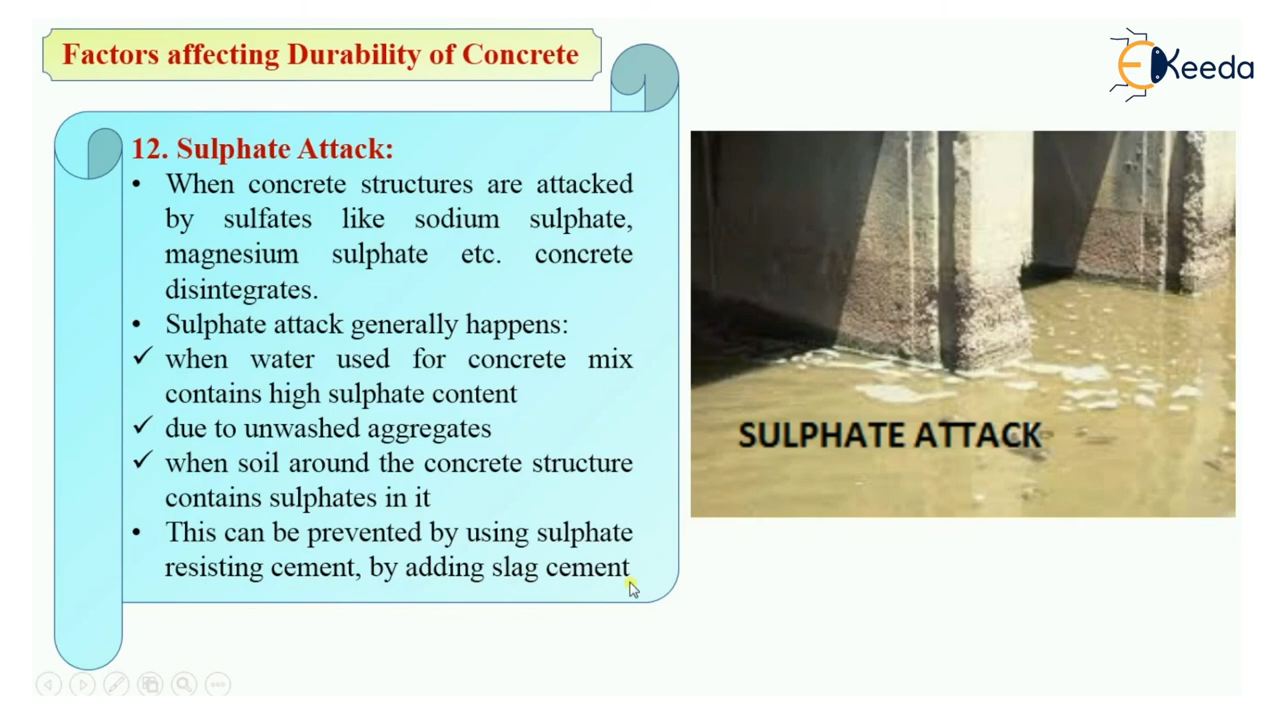 Factors affecting Durability of Concrete
EKeeda
12. Sulphate Attack:
• When concrete structures are attacked
by sulfates like sodium sulphate,
magnesium sulphate etc. concrete
disintegrates.
• Sulphate attack generally happens:
✓ when water used for concrete mix
contains high sulphate content
✓ due to unwashed aggregates
✓ when soil around the concrete structure
contains sulphates in it
• This can be prevented by using sulphate
resisting cement, by adding slag cement
SULPHATE ATTACK